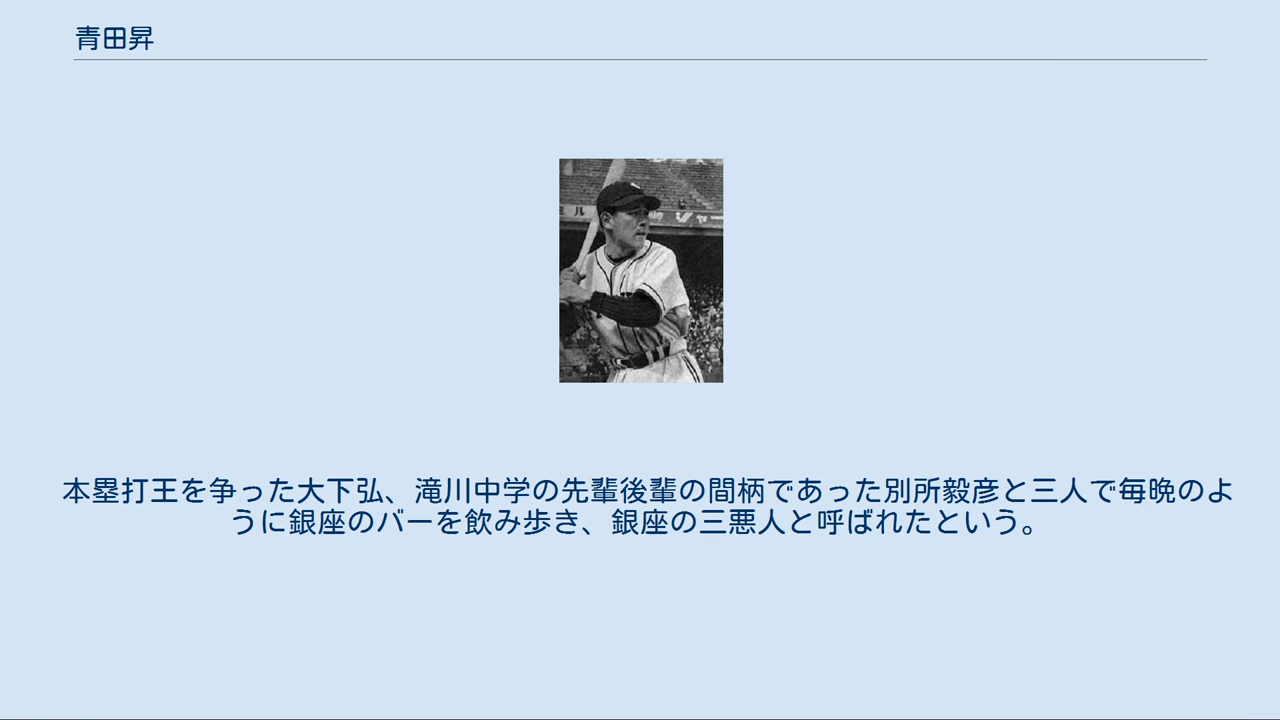 青田昇
本塁打王を争った大下弘、滝川中学の先輩後輩の間柄であった別所毅彦と三人で毎晩のよ
うに銀座のバーを飲み歩き、銀座の三悪人と呼ばれたという。